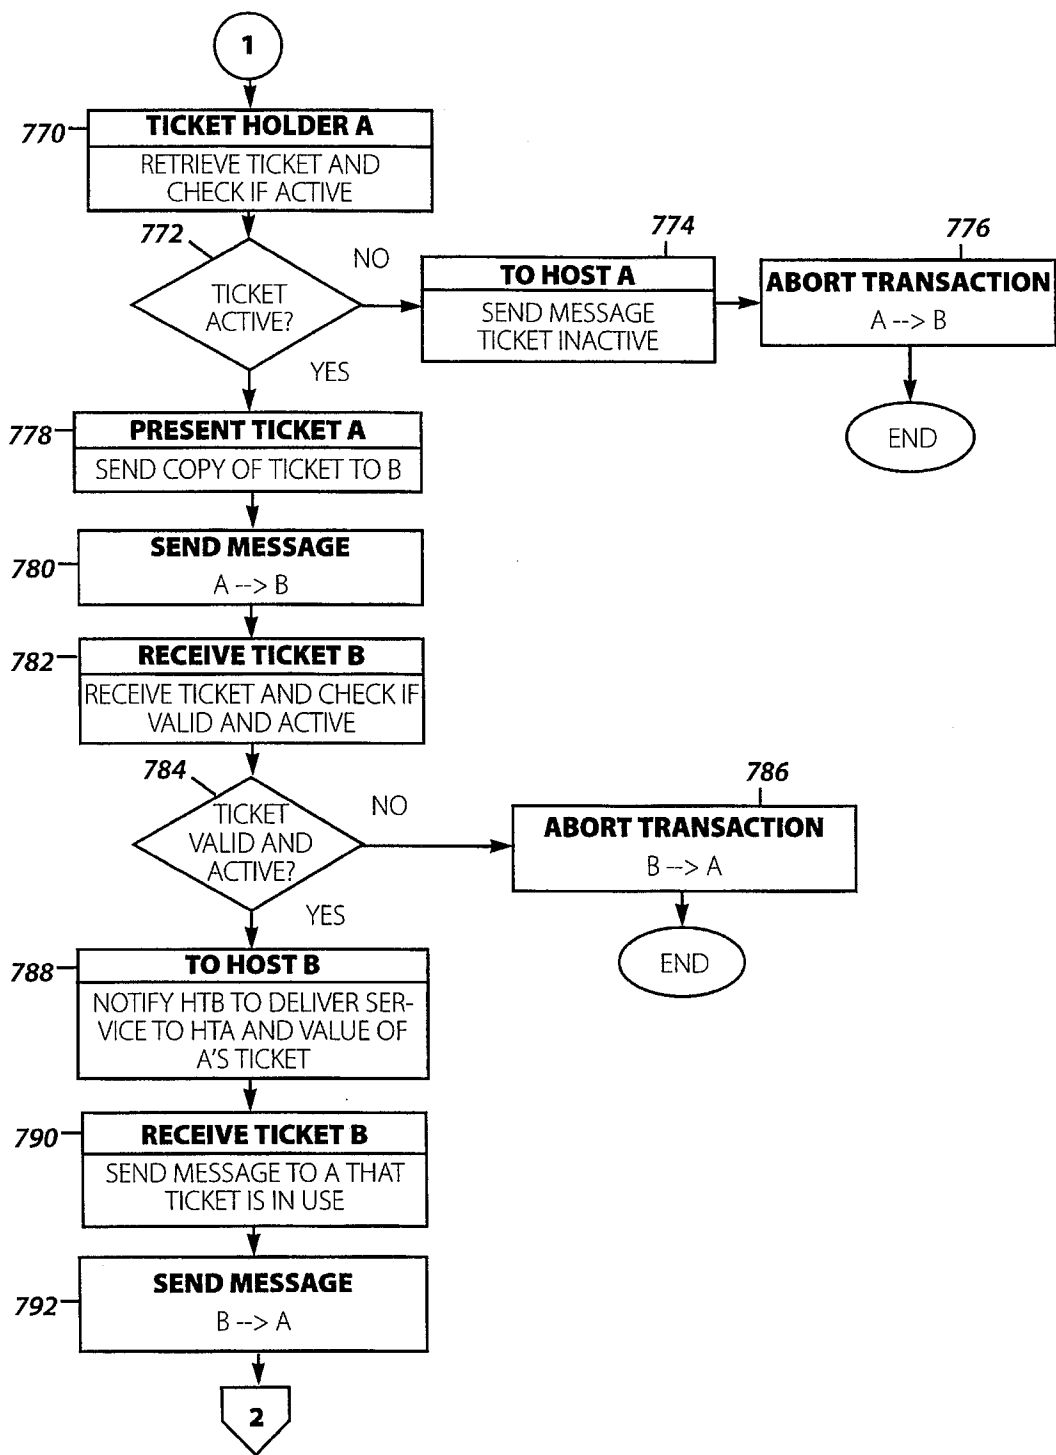 1
770
TICKET HOLDER A
RETRIEVE TICKET AND
CHECK IF ACTIVE
772
TICKET
ACTIVE?
NO
774
TO HOST A
SEND MESSAGE
TICKET INACTIVE
776
ABORT TRANSACTION
A --> B
END
YES
778
PRESENT TICKET A
SEND COPY OF TICKET TO B
780
SEND MESSAGE
A --> B
782
RECEIVE TICKET B
RECEIVE TICKET AND CHECK IF
VALID AND ACTIVE
784
TICKET
VALID AND
ACTIVE?
NO
786
ABORT TRANSACTION
B --> A
END
YES
788
TO HOST B
NOTIFY HTB TO DELIVER SER-
VICE TO HTA AND VALUE OF
A'S TICKET
790
RECEIVE TICKET B
SEND MESSAGE TO A THAT
TICKET IS IN USE
792
SEND MESSAGE
B --> A
2